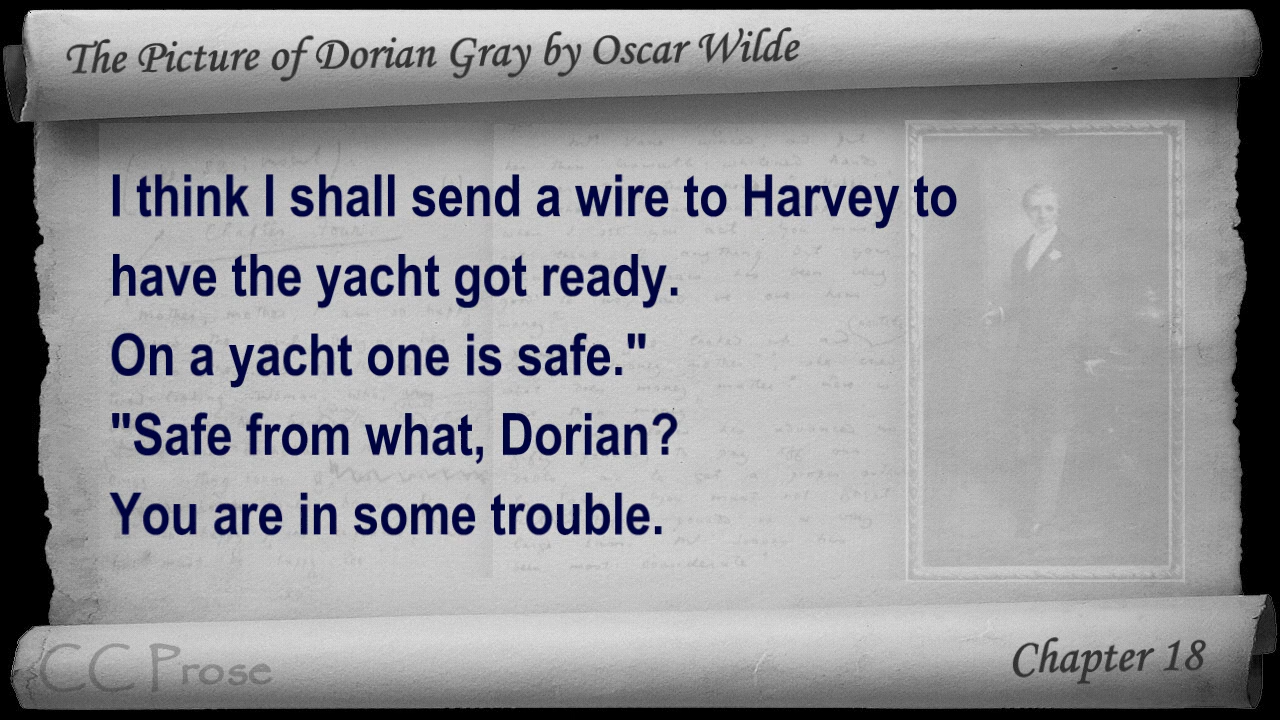 The Picture of Dorian Gray by Oscar Wilde
I think I shall send a wire to Harvey to
have the yacht got ready.
On a yacht one is safe."
"Safe from what, Dorian?
You are in some trouble.
CC Prose
Chapter 18